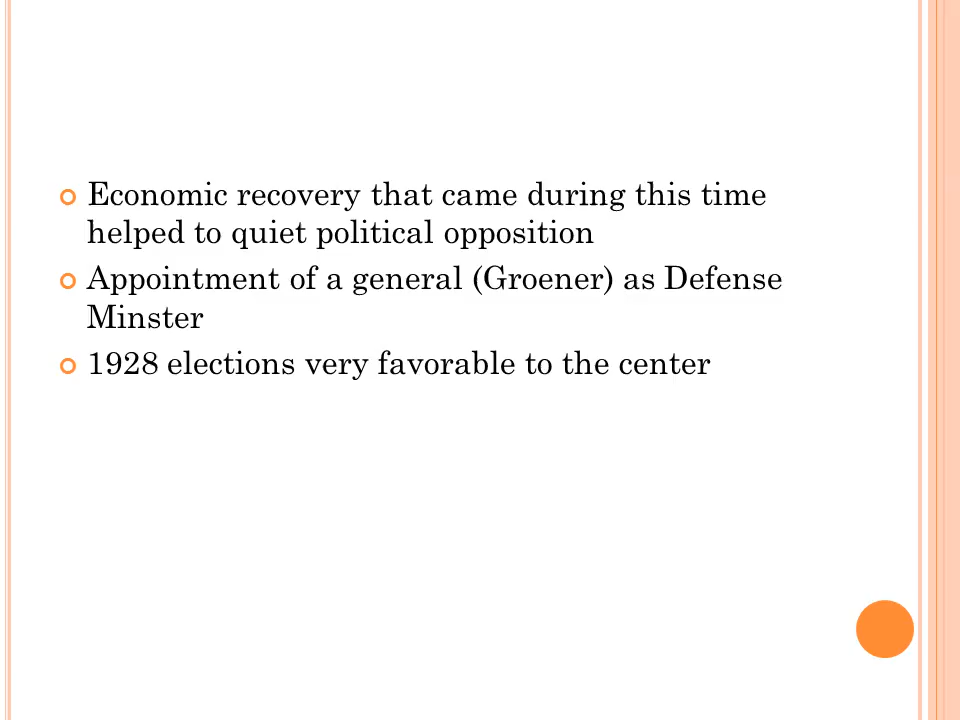 Economic recovery that came during this time
helped to quiet political opposition
Appointment of a general (Groener) as Defense
Minster
1928 elections very favorable to the center